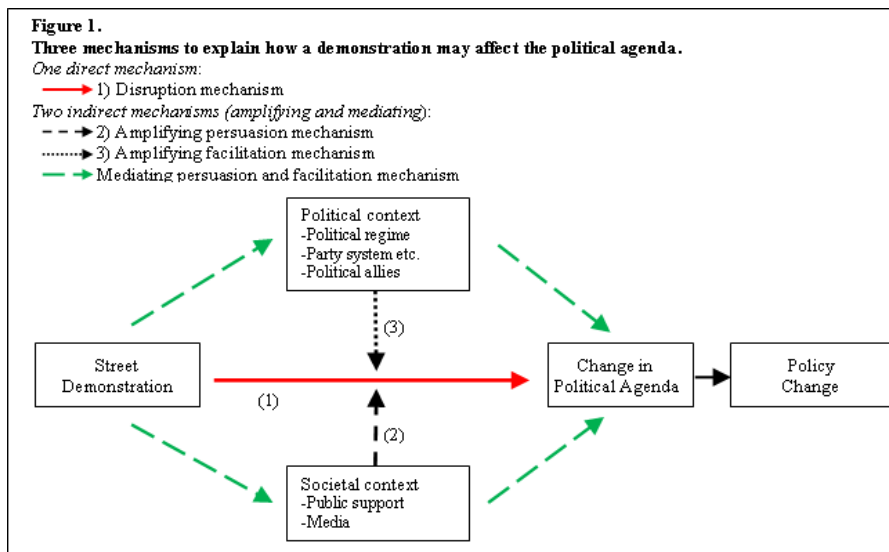 Figure 1.
Three mechanisms to explain how a demonstration may affect the political agenda.
One direct mechanism:
1) Disruption mechanism
Two indirect mechanisms (amplifying and mediating):
2) Amplifying persuasion mechanism
3) Amplifying facilitation mechanism
Mediating persuasion and facilitation mechanism
Political context
-Political regime
-Party system etc.
-Political allies
(3)
Street
Demonstration
(1)
Change in
Political Agenda
Policy
Change
(2)
Societal context
-Public support
-Media